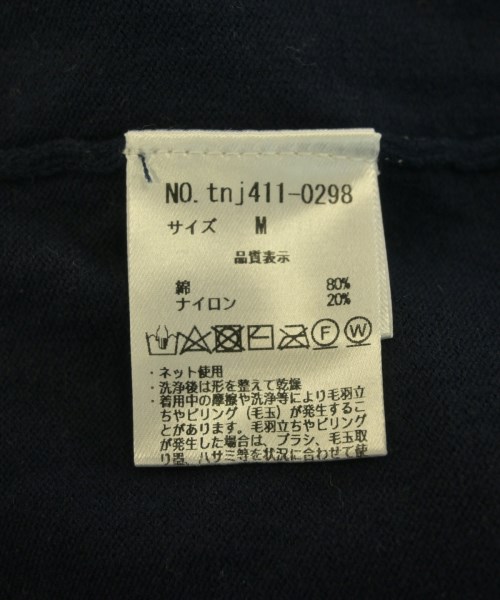 NO.tnj411-0298
サイズ M
品質表示
綿 80%
ナイロン 20%
F W
・ネット使用
・洗浄後は形を整えて乾燥
・着用中の摩擦や洗浄等により毛羽立
ちやピリング（毛玉）が発生するこ
とがあります。毛羽立ちやピリング
が発生した場合は、ブラシ、毛玉取
り器、ハサミ等を状況に合わせて使